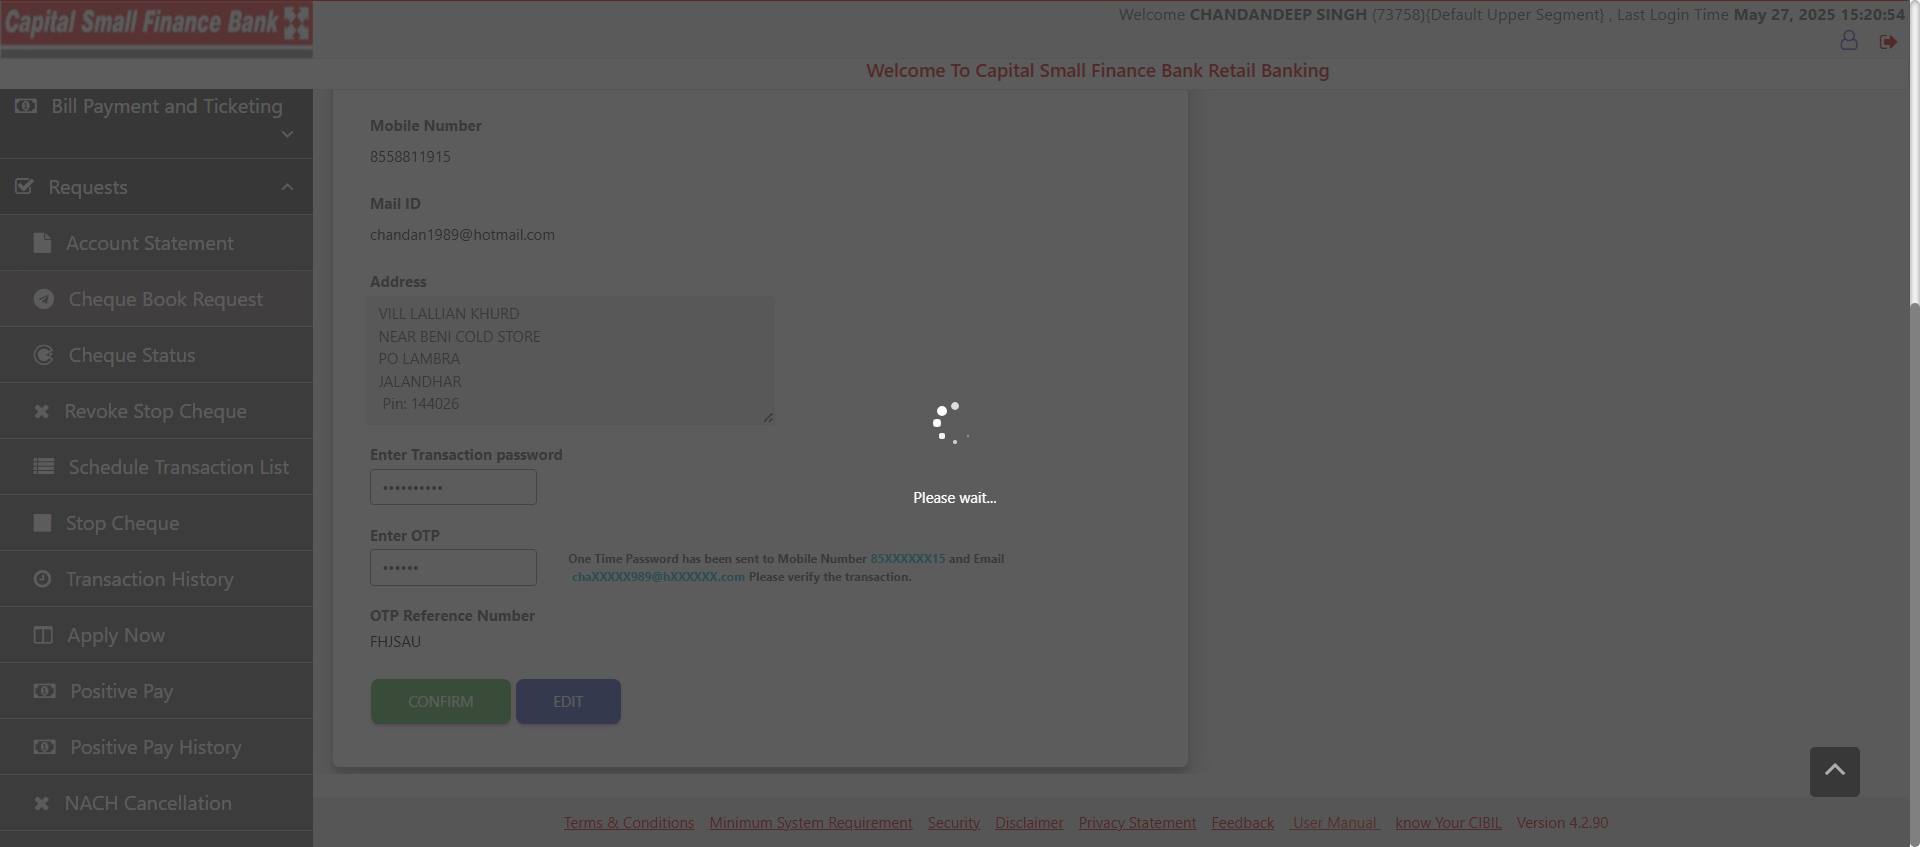 Capital Small Finance Bank
Welcome CHANDANDEEP SINGH (73758){Default Upper Segment} , Last Login Time May 27, 2025 15:20:54
Welcome To Capital Small Finance Bank Retail Banking
Bill Payment and Ticketing
Requests
Account Statement
Cheque Book Request
Cheque Status
Revoke Stop Cheque
Schedule Transaction List
Stop Cheque
Transaction History
Apply Now
Positive Pay
Positive Pay History
NACH Cancellation
Mobile Number
8558811915
Mail ID
chandan1989@hotmail.com
Address
VILL LALLIAN KHURD
NEAR BENI COLD STORE
PO LAMBRA
JALANDHAR
Pin: 144026
Enter Transaction password
••••••••••
Enter OTP
••••••
One Time Password has been sent to Mobile Number 85XXXXXX15 and Email
chaXXXXX989@hXXXXXX.com Please verify the transaction.
OTP Reference Number
FHJSAU
CONFIRM EDIT
Please wait...
Terms & Conditions Minimum System Requirement Security Disclaimer Privacy Statement Feedback User Manual know Your CIBIL Version 4.2.90